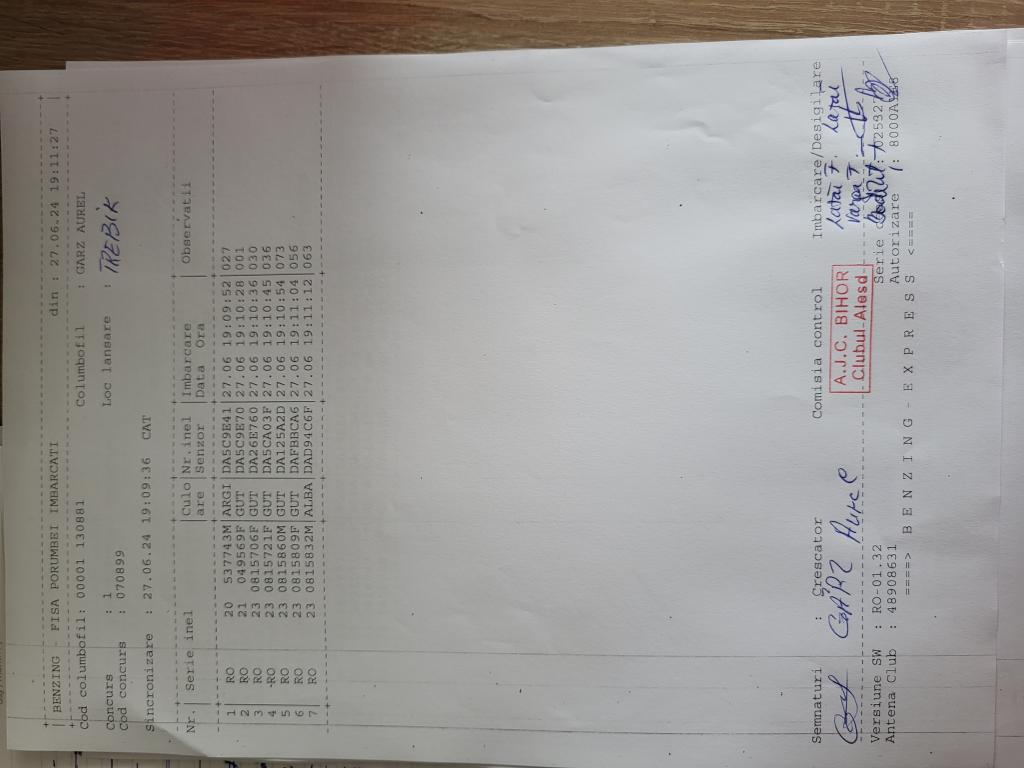 BENZING - FISA PORUMBEI IMBARCATI din : 27.06.24 19:11:27
Cod columbofil: 00001 130881 Columbofil : GARZ AUREL
Concurs : 1 Loc lansare : TREBIK
Cod concurs : 070899
Sincronizare : 27.06.24 19:09:36 CAT
Nr.| Serie inel |Culo|Nr.inel |Imbarcare | Observatii
are |Senzor |Data Ora
1 | RO 20 537743M|ARGI|DA5C9E41|27.06 19:09:52|027
2 | RO 21 049569F|GUT |DA5C9E70|27.06 19:10:28|001
3 | RO 23 0815706F|GUT |DA26E760|27.06 19:10:36|030
4 | -RO 23 0815721F|GUT |DA5CA03F|27.06 19:10:45|036
5 | RO 23 0815860M|GUT |DA125A2D|27.06 19:10:54|073
6 | RO 23 0815809F|GUT |DAFB8CA6|27.06 19:11:04|056
7 | RO 23 0815832M|ALBA|DAD94C6F|27.06 19:11:12|063
Semnaturi : Crescator Comisia control Imbarcare/Desigilare
GARZ AUREL
A.J.C. BIHOR
Clubul-Alesd
Versiune SW : RO-01.32 Serie
Antena Club : 48908631 Autorizare : 8000A
====> B E N Z I N G - E X P R E S S <====